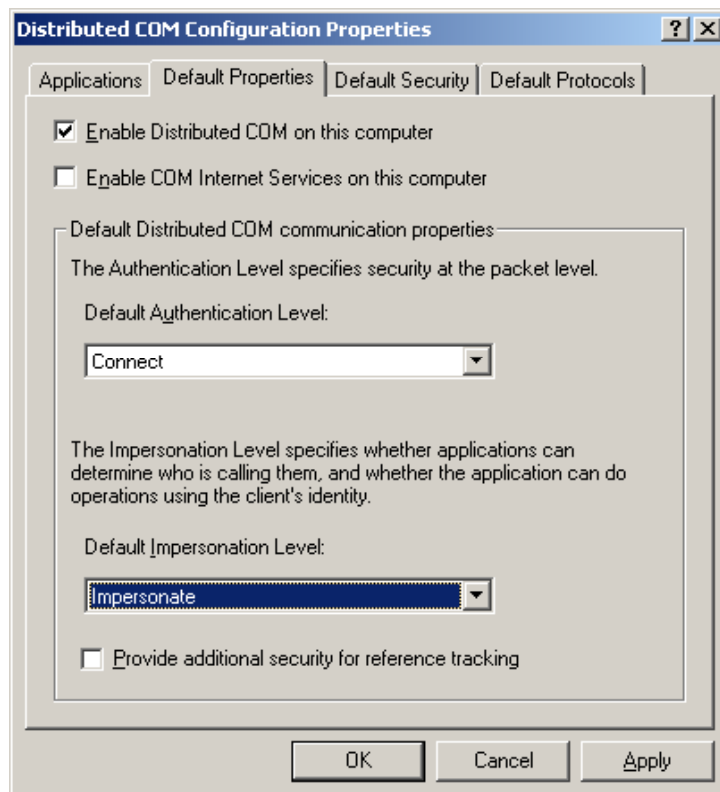 Distributed COM Configuration Properties
Applications
Default Properties
Default Security
Default Protocols
Enable Distributed COM on this computer
Enable COM Internet Services on this computer
Default Distributed COM communication properties
The Authentication Level specifies security at the packet level.
Default Authentication Level:
Connect
The Impersonation Level specifies whether applications can
determine who is calling them, and whether the application can do
operations using the client's identity.
Default Impersonation Level:
Impersonate
Provide additional security for reference tracking
OK
Cancel
Apply